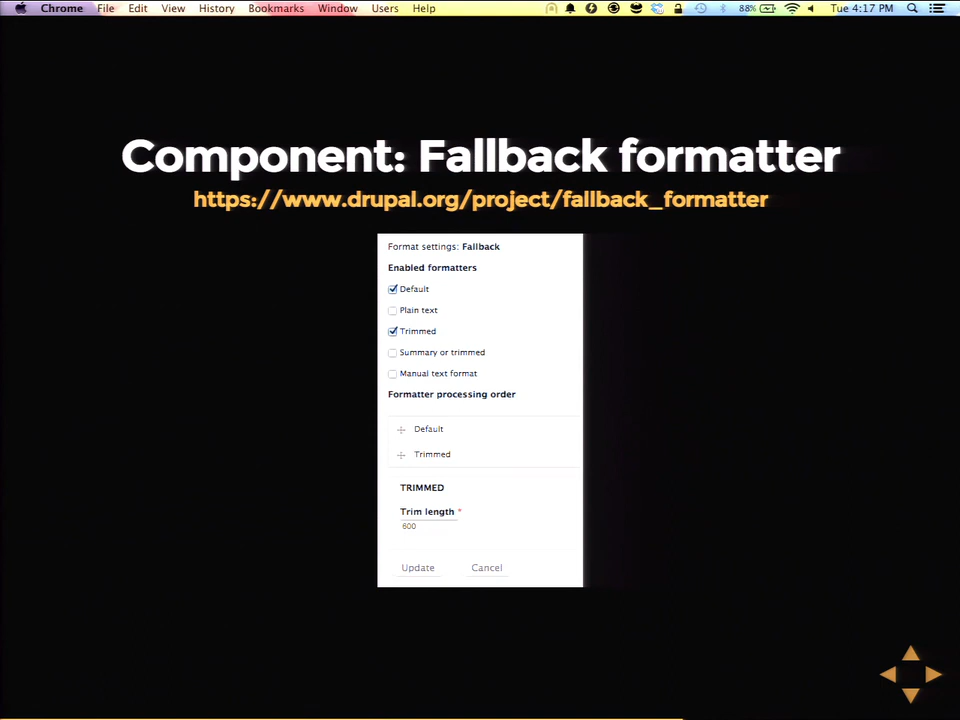 Chrome File Edit View History Bookmarks Window Users Help 88% Tue 4:17 PM
Component: Fallback formatter
https://www.drupal.org/project/fallback_formatter
Format settings: Fallback
Enabled formatters
Default
Plain text
Trimmed
Summary or trimmed
Manual text format
Formatter processing order
Default
Trimmed
TRIMMED
Trim length *
600
Update Cancel